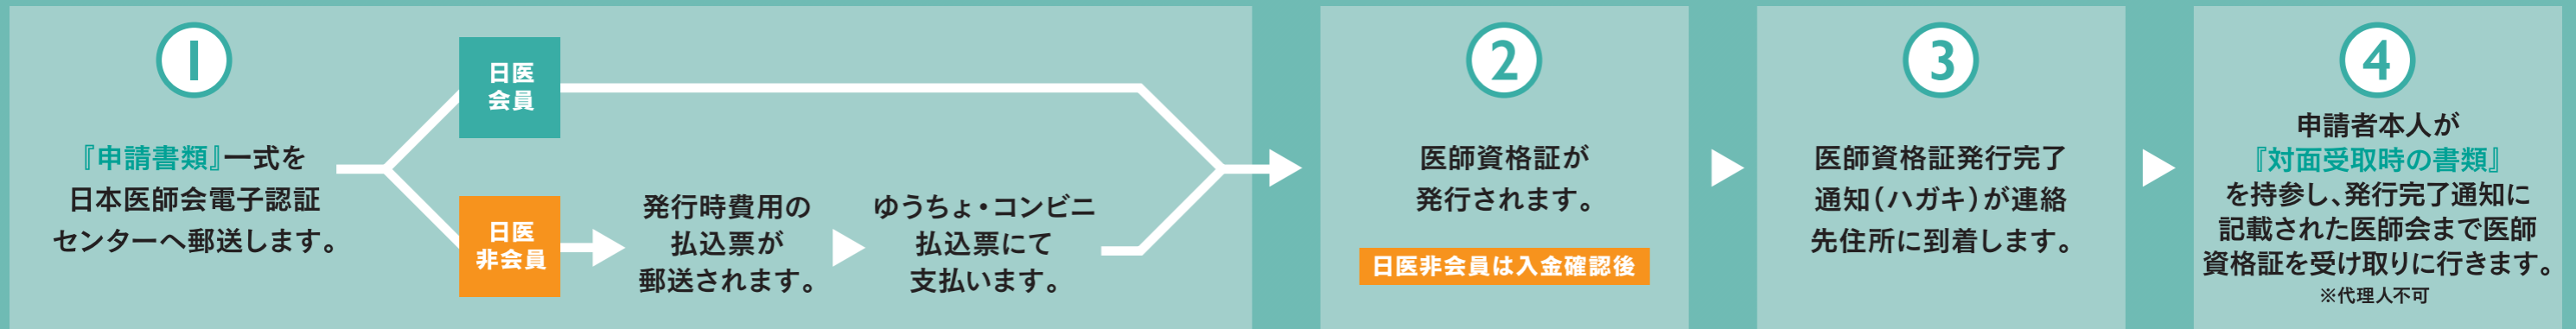 1
『申請書類』一式を
日本医師会電子認証
センターへ郵送します。
日医
会員
日医
非会員
発行時費用の
払込票が
郵送されます。
ゆうちょ・コンビニ
払込票にて
支払います。
2
医師資格証が
発行されます。
日医非会員は入金確認後
3
医師資格証発行完了
通知(ハガキ)が連絡
先住所に到着します。
4
申請者本人が
『対面受取時の書類』
を持参し、発行完了通知に
記載された医師会まで医師
資格証を受け取りに行きます。
※代理人不可